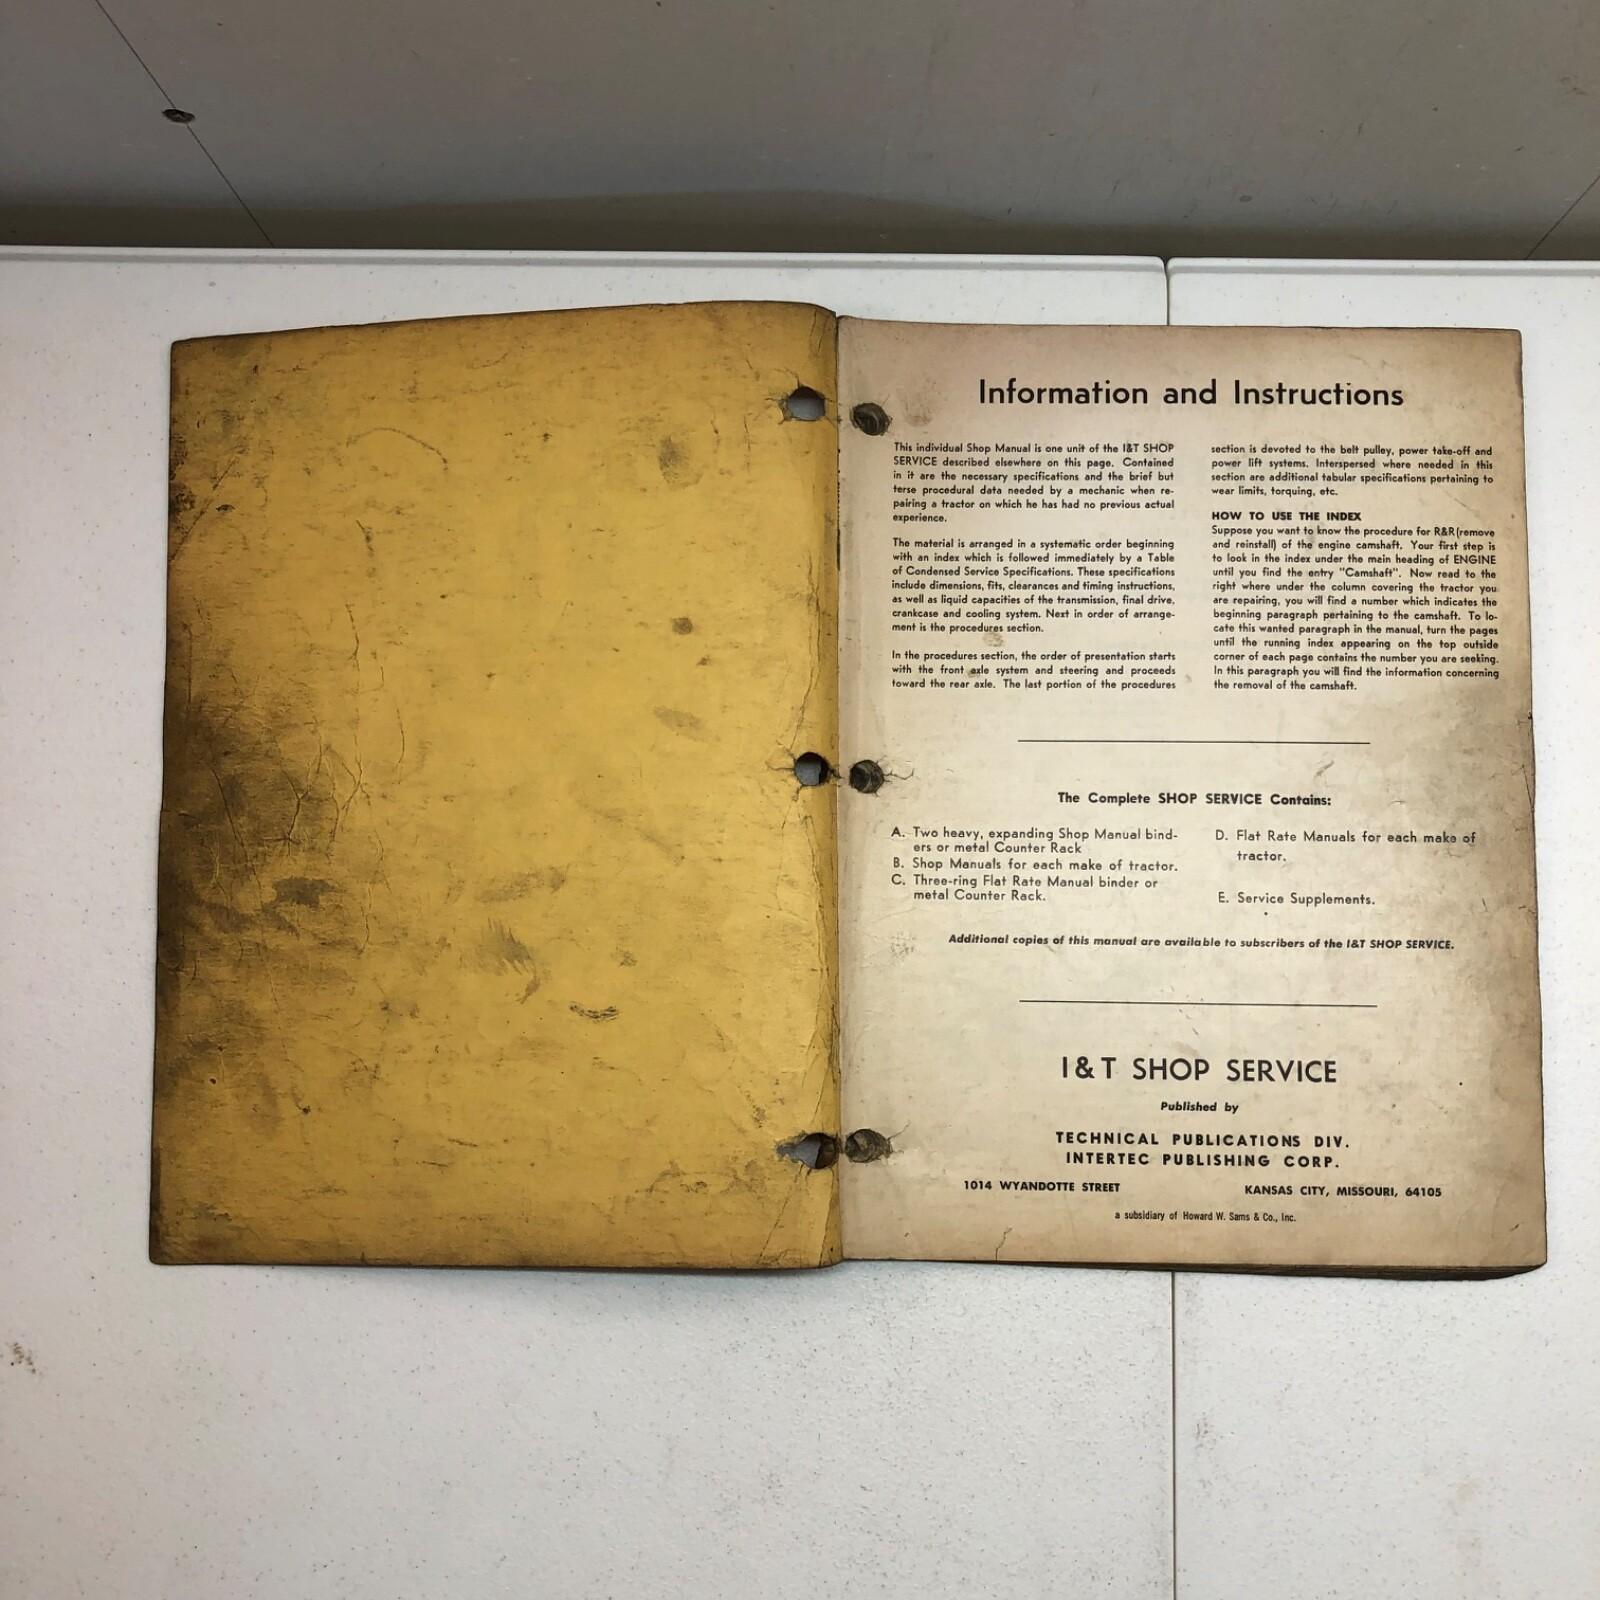 Information and Instructions
This individual Shop Manual is one unit of the I&T SHOP
SERVICE described elsewhere on this page. Contained
in it are the necessary specifications and the brief but
terse procedural data needed by a mechanic when re-
pairing a tractor on which he has had no previous actual
experience.
The material is arranged in a systematic order beginning
with an index which is followed immediately by a Table
of Condensed Service Specifications. These specifications
include dimensions, fits, clearances and timing instructions,
as well as liquid capacities of the transmission, final drive,
crankcase and cooling system. Next in order of arrange-
ment is the procedures section.
In the procedures section, the order of presentation starts
with the front axle system and steering and proceeds
toward the rear axle. The last portion of the procedures
section is devoted to the belt pulley, power take-off and
power lift systems. Interspersed where needed in this
section are additional tabular specifications pertaining to
wear limits, torquing, etc.
HOW TO USE THE INDEX
Suppose you want to know the procedure for R&R (remove
and reinstall) of the engine camshaft. Your first step is
to look in the index under the main heading of ENGINE
until you find the entry "Camshaft". Now read to the
right where under the column covering the tractor you
are repairing, you will find a number which indicates the
beginning paragraph pertaining to the camshaft. To lo-
cate this wanted paragraph in the manual, turn the pages
until the running index appearing on the top outside
corner of each page contains the number you are seeking.
In this paragraph you will find the information concerning
the removal of the camshaft.
The Complete SHOP SERVICE Contains:
A. Two heavy, expanding Shop Manual bind-
ers or metal Counter Rack
B. Shop Manuals for each make of tractor.
C. Three-ring Flat Rate Manual binder or
metal Counter Rack.
D. Flat Rate Manuals for each make of
tractor.
E. Service Supplements.
Additional copies of this manual are available to subscribers of the I&T SHOP SERVICE.
I&T SHOP SERVICE
Published by
TECHNICAL PUBLICATIONS DIV.
INTERTEC PUBLISHING CORP.
1014 WYANDOTTE STREET KANSAS CITY, MISSOURI, 64105
a subsidiary of Howard W. Sams & Co., Inc.